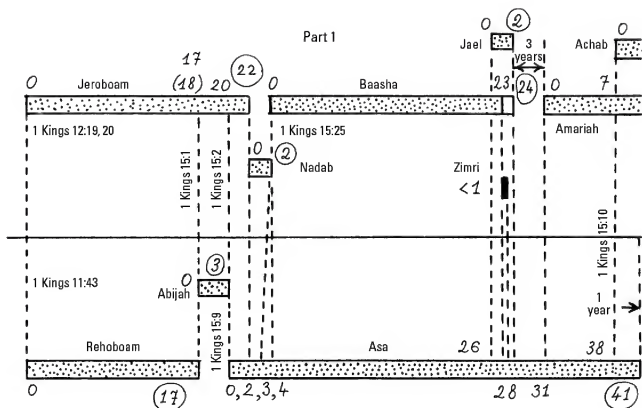 Part 1
0 2
Jael
3 years
0
Achab
17
0 Jeroboam (18) 20 22 0 Baasha 23 24 0 7
1 Kings 12:19, 20
1 Kings 15:1
1 Kings 15:2
1 Kings 15:25
Amariah
0 2 Nadab
Zimri
<1
1 Kings 15:10
1 Kings 11:43
0 3
Abijah
1 year
1 Kings 15:9
Rehoboam
Asa 26 38
0 17 0, 2, 3, 4 28 31 41